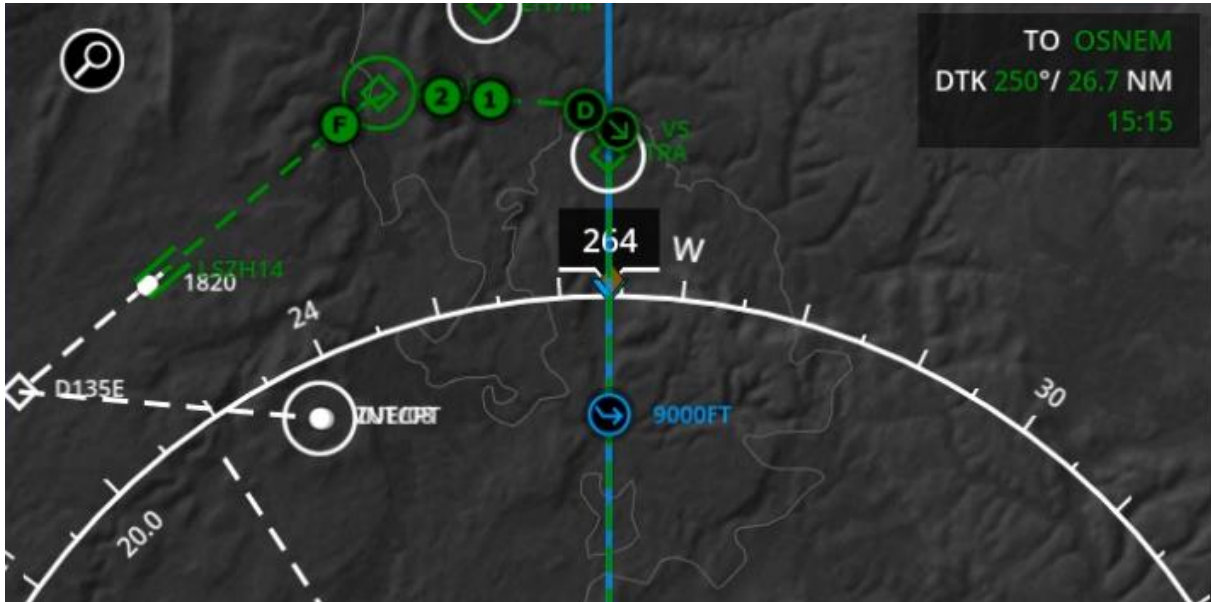 TO OSNEM
DTK 250°/ 26.7 NM
15:15
F
2
1
D
VS
TRA
264
W
LSZH14
1820
24
D135E
9000FT
30
20.0